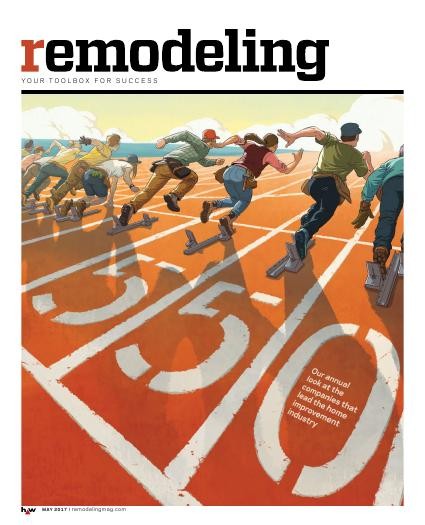 remodeling
YOUR TOOLBOX FOR SUCCESS
550
Our annual
look at the
companies that
lead the home
improvement
industry
h▲w MAY 2017 | remodelingmag.com